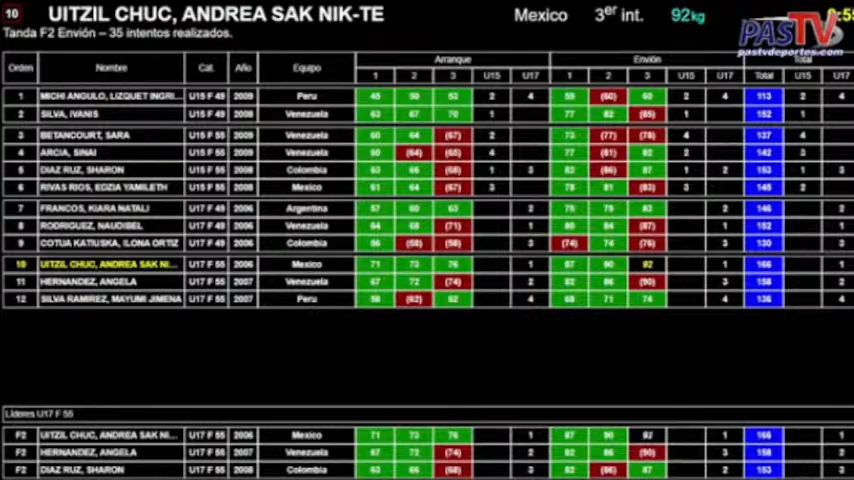 10 UITZIL CHUC, ANDREA SAK NIK-TE Mexico 3er int. 92kg
PASTV
Tanda F2 Envión – 35 intentos realizados.
pastvdeportes.com
Arranque Envión Total
Orden Nombre Cat. Año Equipo 1 2 3 U15 U17 1 2 3 U15 U17 Total U15 U17
1 MICHI ANGULO, LIZQUET INGRI... U15 F 49 2009 Peru 45 50 53 2 4 59 (60) 60 2 4 113 2 4
2 SILVA, IVANIS U15 F 49 2008 Venezuela 63 67 70 1 77 82 (85) 1 152 1
3 BETANCOURT, SARA U15 F 55 2009 Venezuela 60 64 (67) 2 73 (77) (78) 4 137 4
4 ARCIA, SINAI U15 F 55 2008 Venezuela 60 (64) (65) 4 77 (81) 82 2 142 3
5 DIAZ RUZ, SHARON U15 F 55 2008 Colombia 63 66 (68) 1 3 82 (86) 87 1 2 153 1 3
6 RIVAS RIOS, EDZIA YAMILETH U15 F 55 2008 Mexico 61 64 (67) 3 78 81 (83) 3 145 2
7 FRANCOS, KIARA NATALI U17 F 49 2006 Argentina 57 60 63 2 76 79 83 2 146 2
8 RODRIGUEZ, NAUDIBEL U17 F 49 2006 Venezuela 64 68 (71) 1 80 84 (87) 1 152 1
9 COTUA KATIUSKA, ILONA ORTIZ U17 F 49 2006 Colombia 56 (58) (58) 3 (74) 74 (76) 3 130 3
10 UITZIL CHUC, ANDREA SAK NI... U17 F 55 2006 Mexico 71 73 76 1 87 90 92 1 166 1
11 HERNANDEZ, ANGELA U17 F 55 2007 Venezuela 67 72 (74) 2 82 86 (90) 3 158 2
12 SILVA RAMIREZ, MAYUMI JIMENA U17 F 55 2007 Peru 58 (62) 62 4 68 71 74 4 136 4
Líderes U17 F 55
F2 UITZIL CHUC, ANDREA SAK NI... U17 F 55 2006 Mexico 71 73 76 1 87 90 92 1 166 1
F2 HERNANDEZ, ANGELA U17 F 55 2007 Venezuela 67 72 (74) 2 82 86 (90) 3 158 2
F2 DIAZ RUZ, SHARON U17 F 55 2008 Colombia 63 66 (68) 3 82 (86) 87 2 153 3